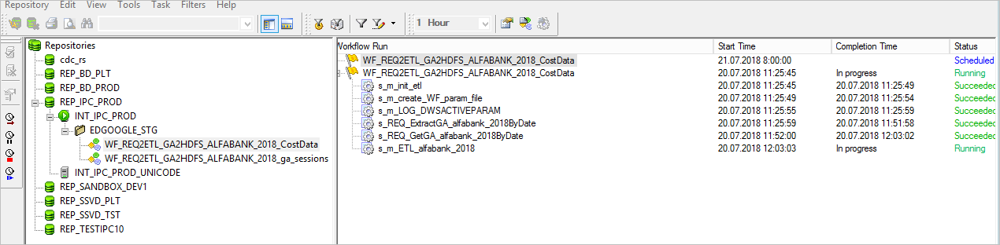 Repository Edit View Tools Task Filters Help
1 Hour
Repositories
cdc_rs
REP_BD_PLT
REP_BD_PROD
REP_IPC_PROD
INT_IPC_PROD
EDGOOGLE_STG
WF_REQ2ETL_GA2HDFS_ALFABANK_2018_CostData
WF_REQ2ETL_GA2HDFS_ALFABANK_2018_ga_sessions
INT_IPC_PROD_UNICODE
REP_SANDBOX_DEV1
REP_SSVD_PLT
REP_SSVD_TST
REP_TESTIPC10
Workflow Run Start Time Completion Time Status
WF_REQ2ETL_GA2HDFS_ALFABANK_2018_CostData 21.07.2018 8:00:00 Scheduled
WF_REQ2ETL_GA2HDFS_ALFABANK_2018_CostData 20.07.2018 11:25:45 In progress Running
s_m_init_etl 20.07.2018 11:25:45 20.07.2018 11:25:49 Succeeded
s_m_create_WF_param_file 20.07.2018 11:25:49 20.07.2018 11:25:54 Succeeded
s_m_LOG_DWSACTIVEPARAM 20.07.2018 11:25:55 20.07.2018 11:25:59 Succeeded
s_REQ_ExtractGA_alfabank_2018ByDate 20.07.2018 11:25:59 20.07.2018 11:51:58 Succeeded
s_REQ_GetGA_alfabank_2018ByDate 20.07.2018 11:52:00 20.07.2018 12:03:02 Succeeded
s_m_ETL_alfabank_2018 20.07.2018 12:03:03 In progress Running